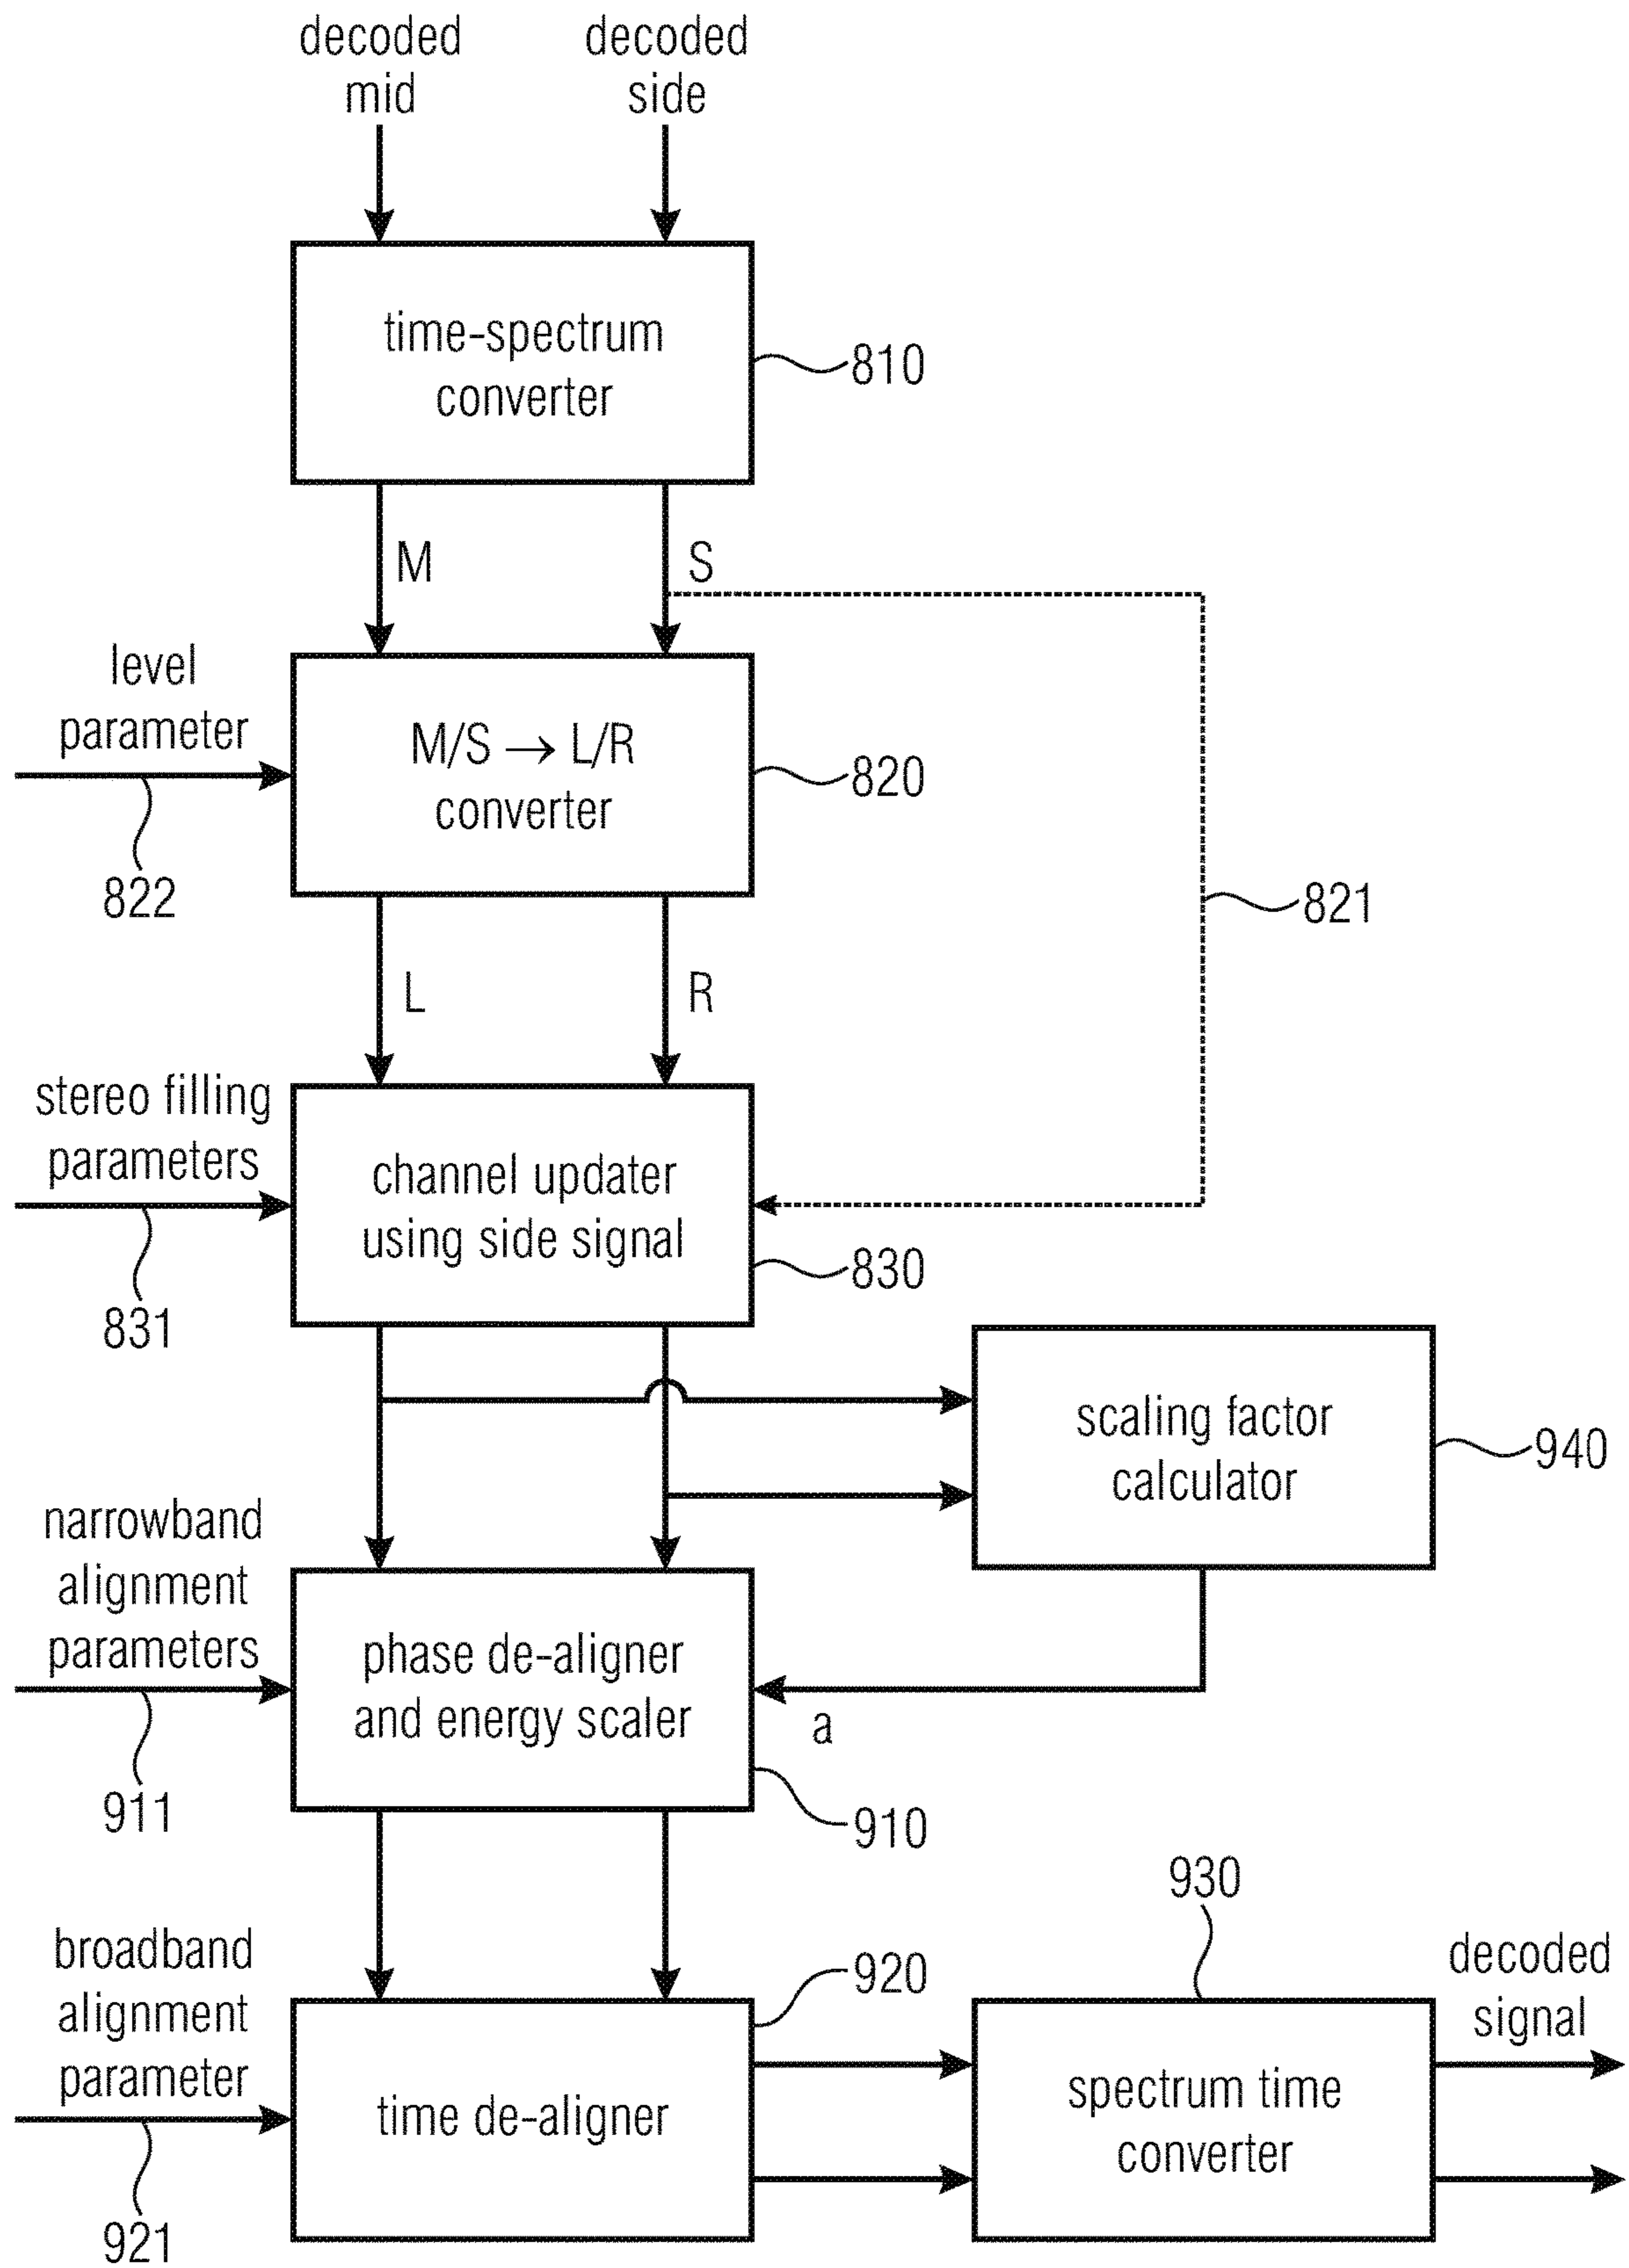 decoded
mid
decoded
side
time-spectrum
converter
810
M
S
level
parameter
822
M/S → L/R
converter
820
821
L
R
stereo filling
parameters
831
channel updater
using side signal
830
scaling factor
calculator
940
narrowband
alignment
parameters
911
phase de-aligner
and energy scaler
a
910
broadband
alignment
parameter
921
time de-aligner
920
930
spectrum time
converter
decoded
signal